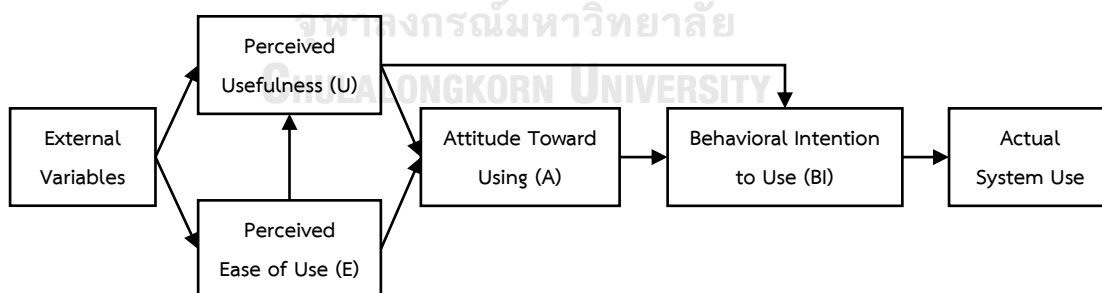 จุฬาลงกรณ์มหาวิทยาลัย
CHULALONGKORN UNIVERSITY
Perceived
Usefulness (U)
External
Variables
Perceived
Ease of Use (E)
Attitude Toward
Using (A)
Behavioral Intention
to Use (BI)
Actual
System Use